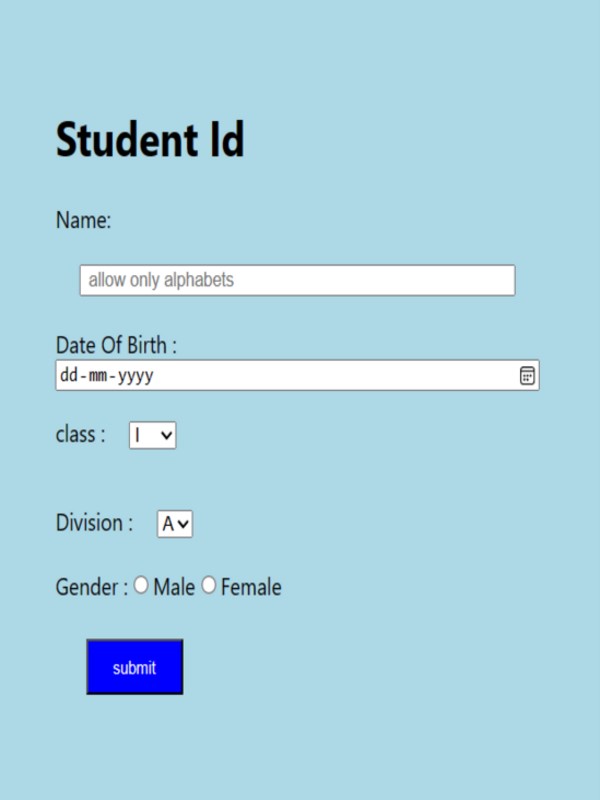 Student Id
Name:
allow only alphabets
Date Of Birth :
dd-mm-yyyy
class : I
Division : A
Gender : Male Female
submit